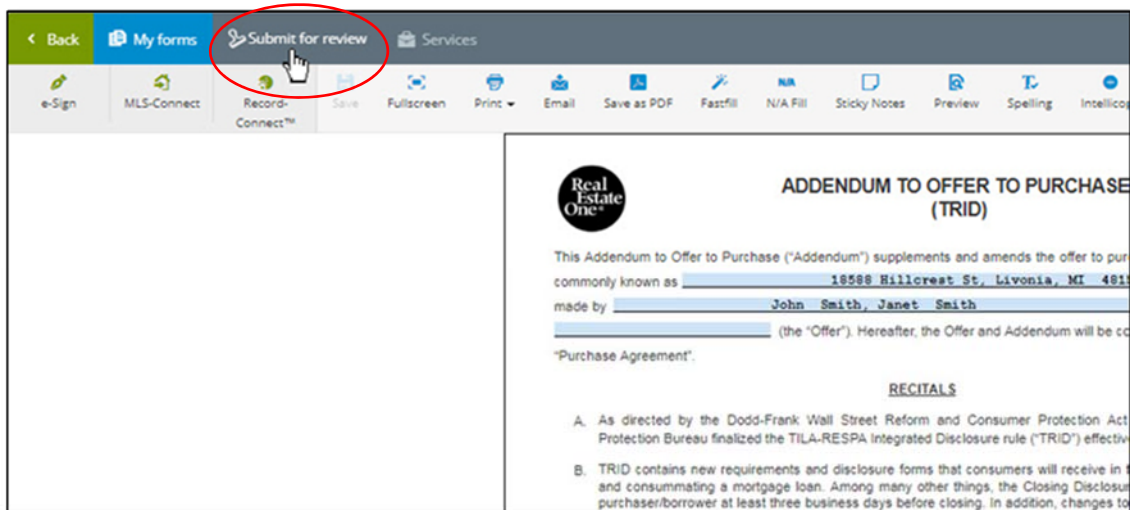 Back My forms Submit for review Services
e-Sign MLS-Connect Record-Connect™ Save Fullscreen Print Email Save as PDF Fastfill N/A N/A Fill Sticky Notes Preview Spelling
Real
Estate
One
ADDENDUM TO OFFER TO PURCHASE
(TRID)
This Addendum to Offer to Purchase ("Addendum") supplements and amends the offer to
commonly known as 18588 Hillcrest St, Livonia, MI
made by John Smith, Janet Smith
(the "Offer"). Hereafter, the Offer and Addendum will be
"Purchase Agreement".
RECITALS
A. As directed by the Dodd-Frank Wall Street Reform and Consumer Protection Act
Protection Bureau finalized the TILA-RESPA Integrated Disclosure rule ("TRID")
B. TRID contains new requirements and disclosure forms that consumers will receive in
and consummating a mortgage loan. Among many other things, the Closing
purchaser/borrower at least three business days before closing. In addition, changes to